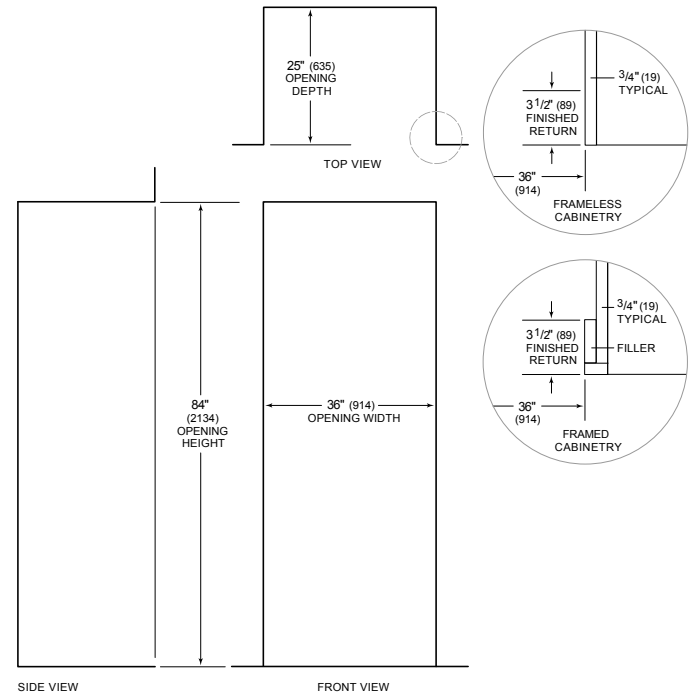 25" (635)
OPENING
DEPTH
TOP VIEW
3/4" (19)
TYPICAL
3 1/2" (89)
FINISHED
RETURN
36"
(914)
FRAMELESS
CABINETRY
3/4" (19)
TYPICAL
3 1/2" (89)
FINISHED
RETURN
FILLER
36"
(914)
FRAMED
CABINETRY
84"
(2134)
OPENING
HEIGHT
36" (914)
OPENING WIDTH
SIDE VIEW
FRONT VIEW